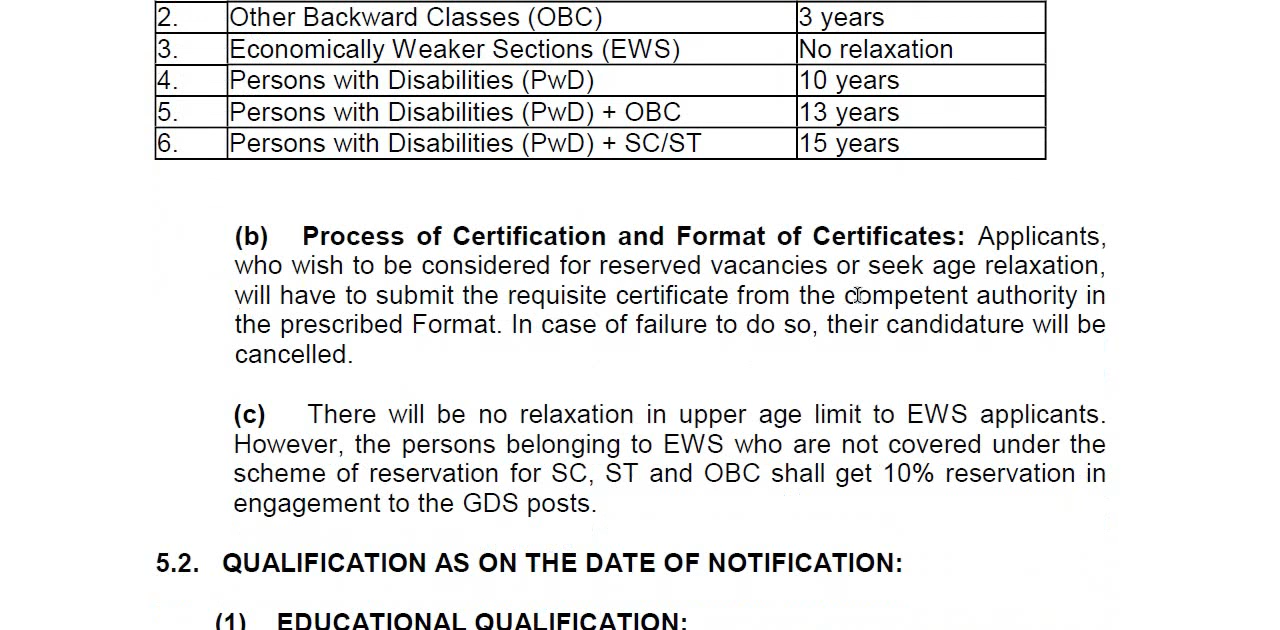 2. Other Backward Classes (OBC) 3 years
3. Economically Weaker Sections (EWS) No relaxation
4. Persons with Disabilities (PwD) 10 years
5. Persons with Disabilities (PwD) + OBC 13 years
6. Persons with Disabilities (PwD) + SC/ST 15 years
(b) Process of Certification and Format of Certificates: Applicants,
who wish to be considered for reserved vacancies or seek age relaxation,
will have to submit the requisite certificate from the competent authority in
the prescribed Format. In case of failure to do so, their candidature will be
cancelled.
(c) There will be no relaxation in upper age limit to EWS applicants.
However, the persons belonging to EWS who are not covered under the
scheme of reservation for SC, ST and OBC shall get 10% reservation in
engagement to the GDS posts.
5.2. QUALIFICATION AS ON THE DATE OF NOTIFICATION:
(1) EDUCATIONAL QUALIFICATION: